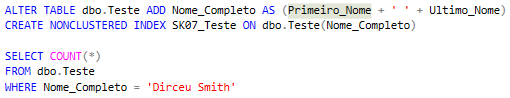 ALTER TABLE dbo.Teste ADD Nome_Completo AS (Primeiro_Nome + ' ' + Ultimo_Nome)
CREATE NONCLUSTERED INDEX SK07_Teste ON dbo.Teste(Nome_Completo)
SELECT COUNT(*)
FROM dbo.Teste
WHERE Nome_Completo = 'Dirceu Smith'